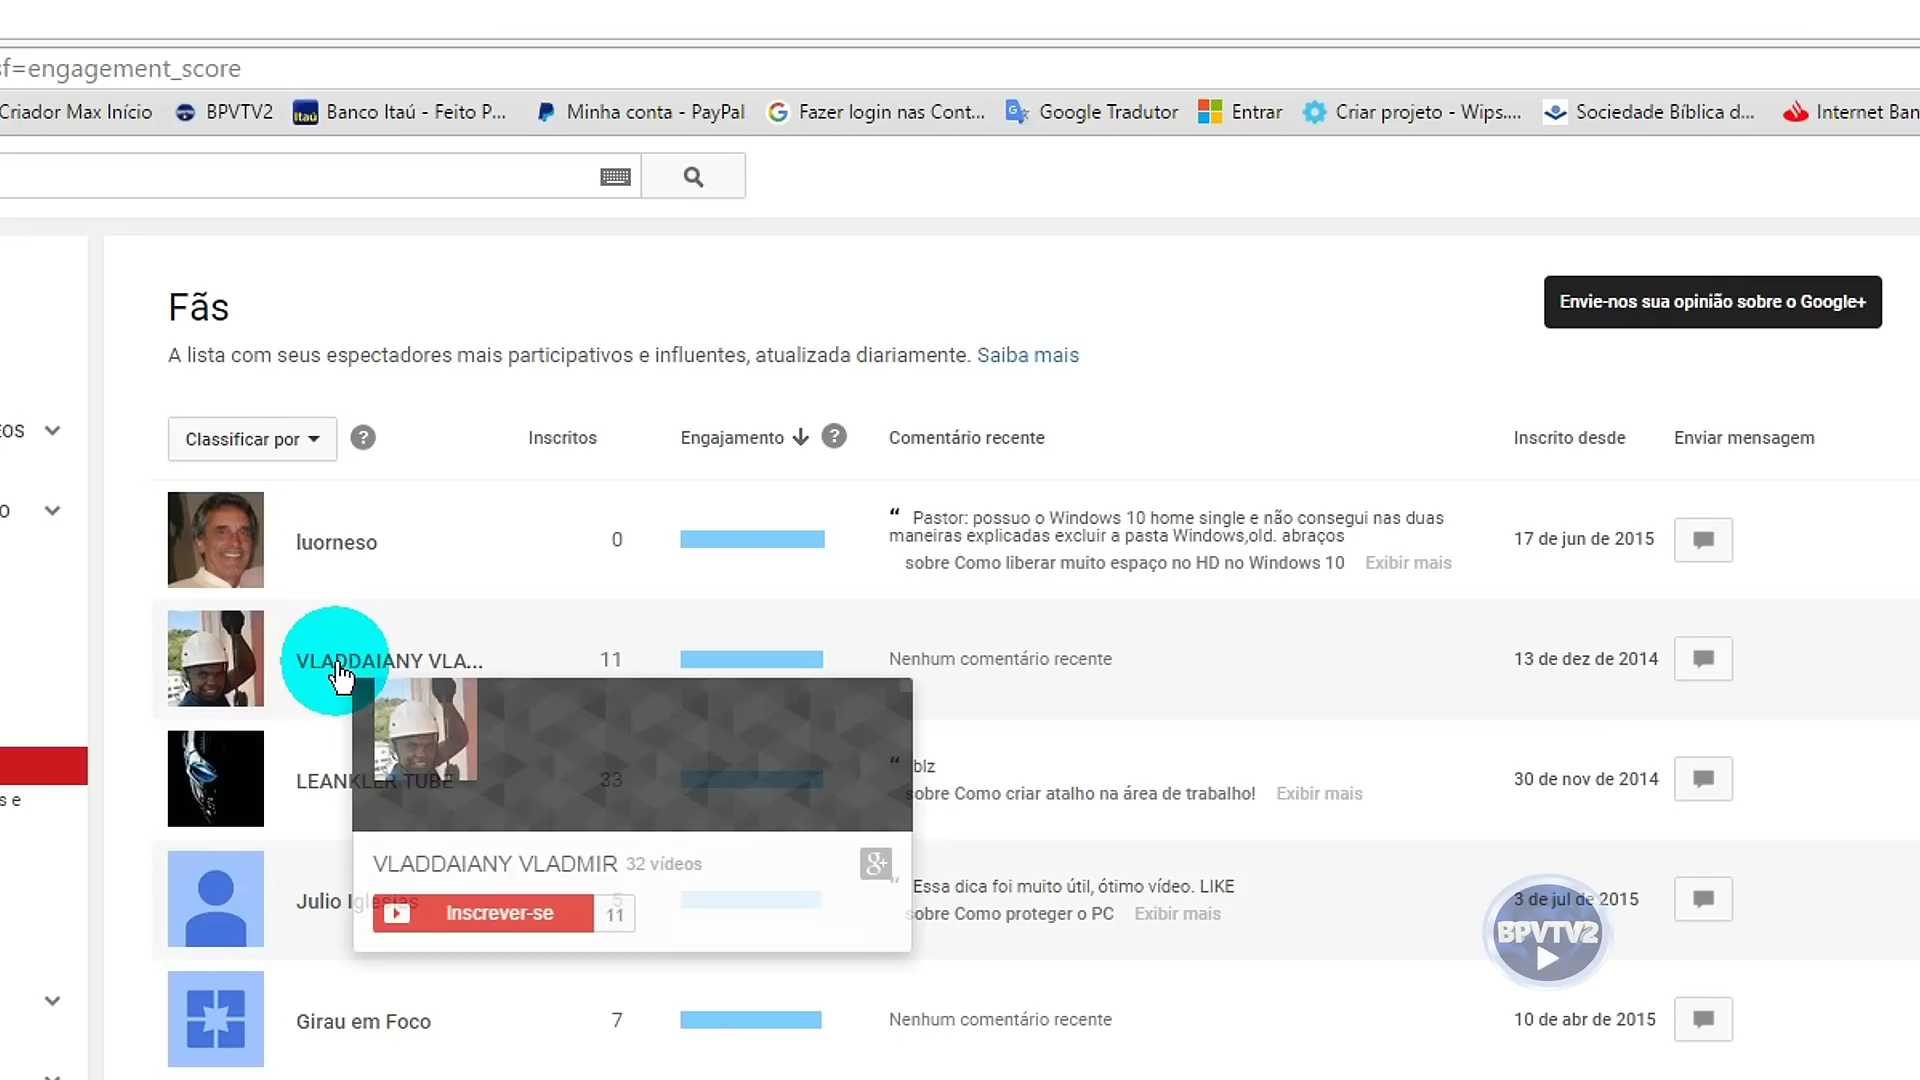 sf=engagement_score
Criador Max Início BPVTV2 Banco Itaú - Feito P... Minha conta - PayPal Fazer login nas Cont... Google Tradutor Entrar Criar projeto - Wips.... Sociedade Bíblica d... Internet Ban
Fãs
Envie-nos sua opinião sobre o Google+
A lista com seus espectadores mais participativos e influentes, atualizada diariamente. Saiba mais
EOS
Classificar por ? Inscritos Engajamento ? Comentário recente Inscrito desde Enviar mensagem
O
luorneso 0 “ Pastor: possuo o Windows 10 home single e não consegui nas duas
maneiras explicadas excluir a pasta Windows,old. abraços
sobre Como liberar muito espaço no HD no Windows 10 Exibir mais
17 de jun de 2015
VLADDAIANY VLA... 11 Nenhum comentário recente 13 de dez de 2014
LEANKLER TUBE 33 “ blz
sobre Como criar atalho na área de trabalho! Exibir mais
30 de nov de 2014
s e
VLADDAIANY VLADMIR 32 vídeos g+
Inscrever-se 11
Julio Iglesias 5 “ Essa dica foi muito útil, ótimo vídeo. LIKE
sobre Como proteger o PC Exibir mais
3 de jul de 2015
BPVTV2
Girau em Foco 7 Nenhum comentário recente 10 de abr de 2015